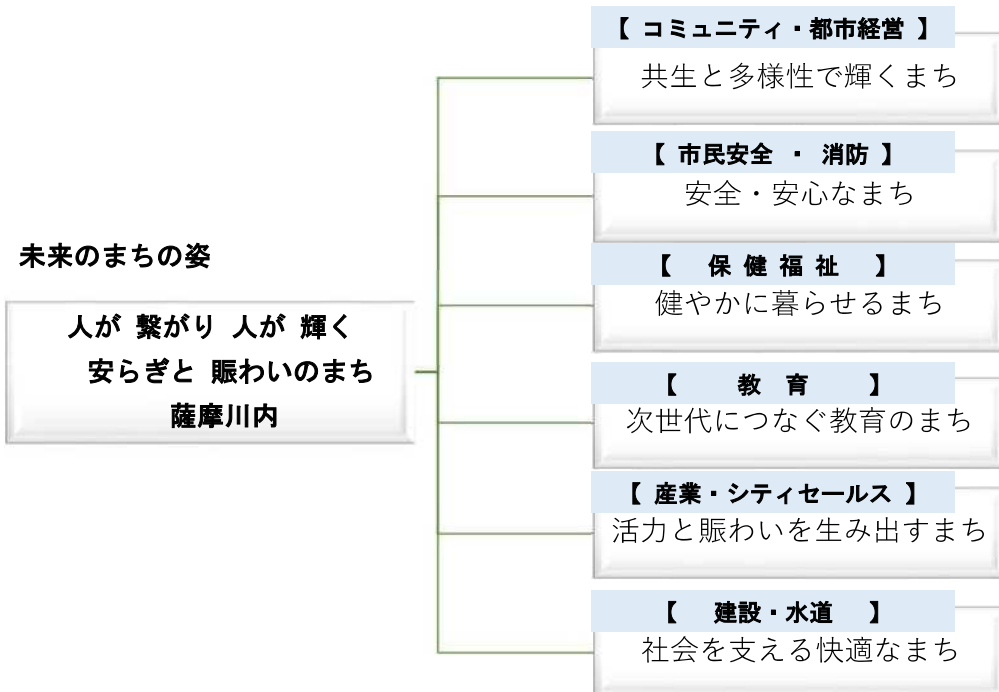 未来のまちの姿
人が 繋がり 人が 輝く
安らぎと 賑わいのまち
薩摩川内
【 コミュニティ・都市経営 】
共生と多様性で輝くまち
【 市民安全 ・ 消防 】
安全・安心なまち
【 保 健 福 祉 】
健やかに暮らせるまち
【 教 育 】
次世代につなぐ教育のまち
【 産業・シティセールス 】
活力と賑わいを生み出すまち
【 建設・水道 】
社会を支える快適なまち